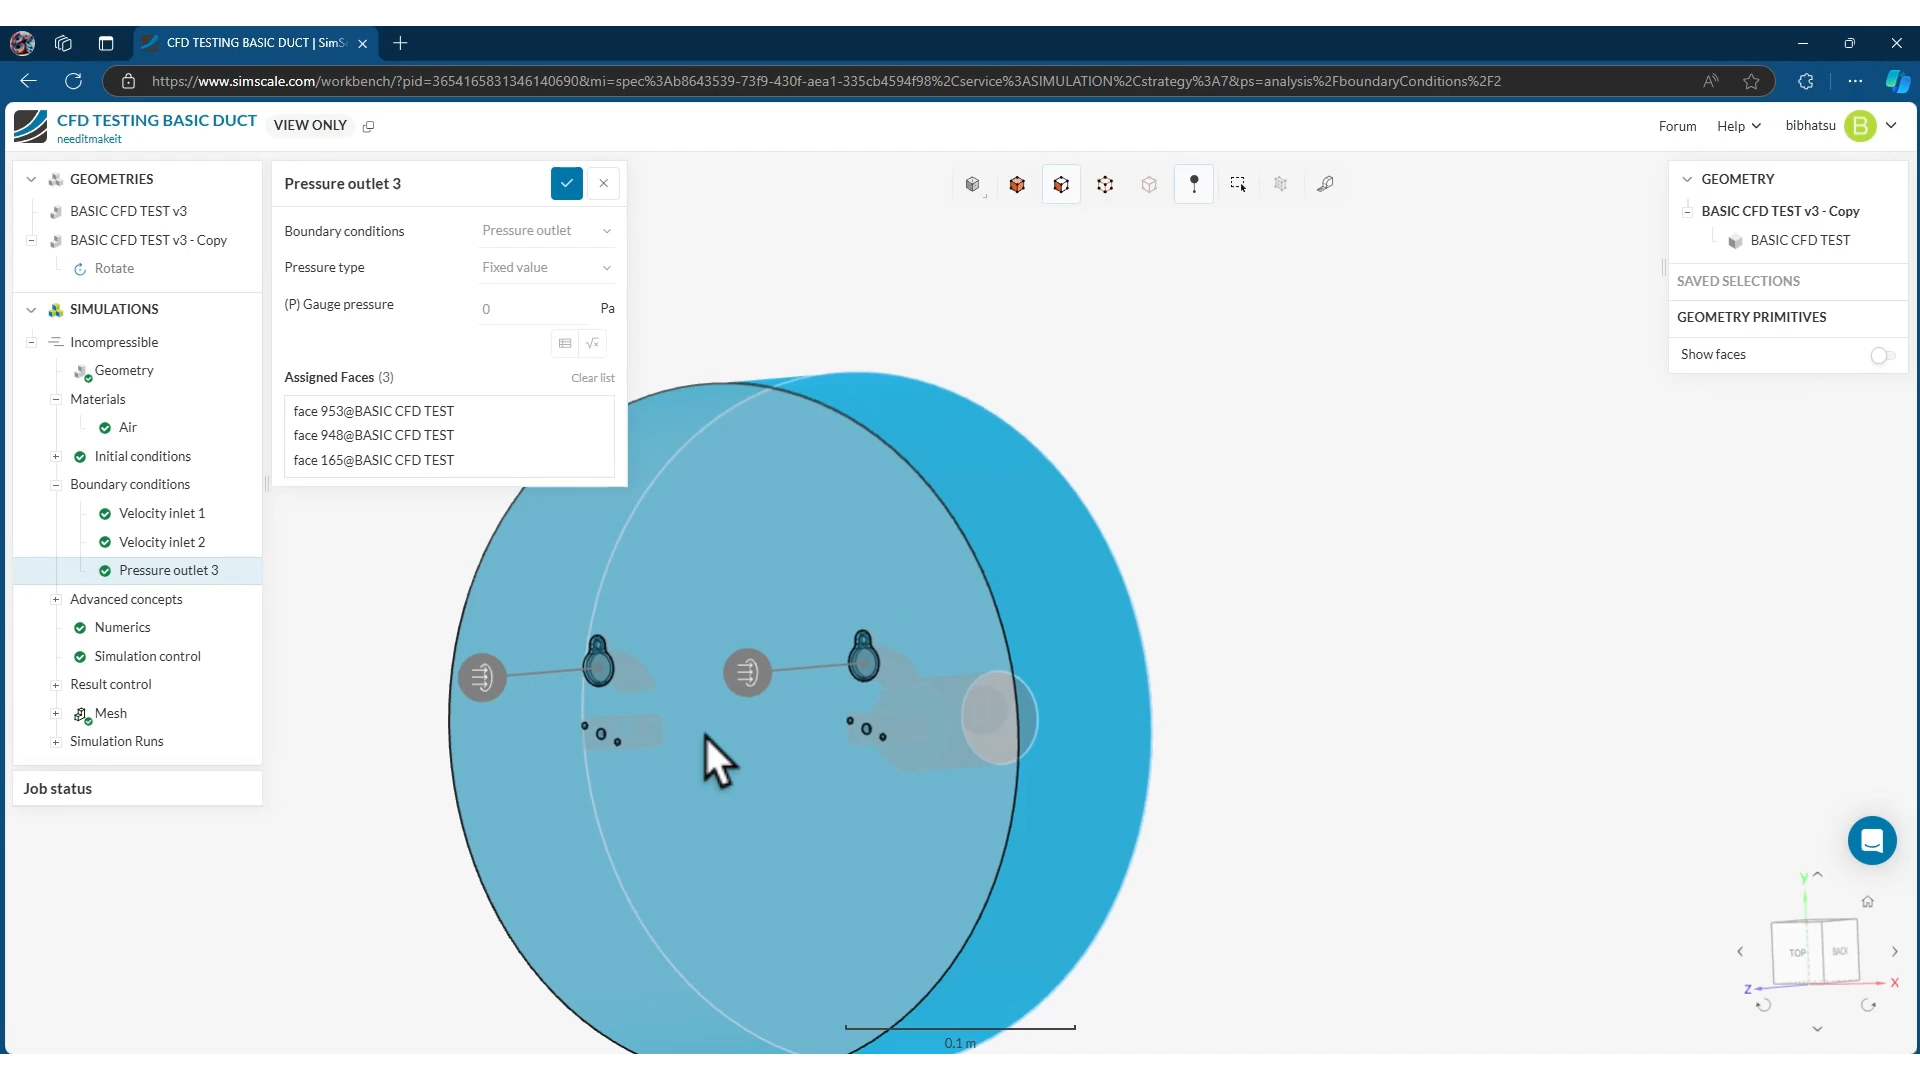 CFD TESTING BASIC DUCT | SimSc
https://www.simscale.com/workbench/?pid=3654165831346140690&mi=spec%3Ab8643539-73f9-430f-aea1-335cb4594f98%2Cservice%3ASIMULATION%2Cstrategy%3A7&ps=analysis%2FboundaryConditions%2F2
CFD TESTING BASIC DUCT
VIEW ONLY
needitmakeit
Forum
Help
bibhatsu
B
GEOMETRIES
BASIC CFD TEST v3
BASIC CFD TEST v3 - Copy
Rotate
SIMULATIONS
Incompressible
Geometry
Materials
Air
Initial conditions
Boundary conditions
Velocity inlet 1
Velocity inlet 2
Pressure outlet 3
Advanced concepts
Numerics
Simulation control
Result control
Mesh
Simulation Runs
Job status
Pressure outlet 3
Boundary conditions
Pressure outlet
Pressure type
Fixed value
(P) Gauge pressure
0
Pa
Assigned Faces (3)
Clear list
face 953@BASIC CFD TEST
face 948@BASIC CFD TEST
face 165@BASIC CFD TEST
GEOMETRY
BASIC CFD TEST v3 - Copy
BASIC CFD TEST
SAVED SELECTIONS
GEOMETRY PRIMITIVES
Show faces
0.1 m
y
TOP
BACK
Z
X